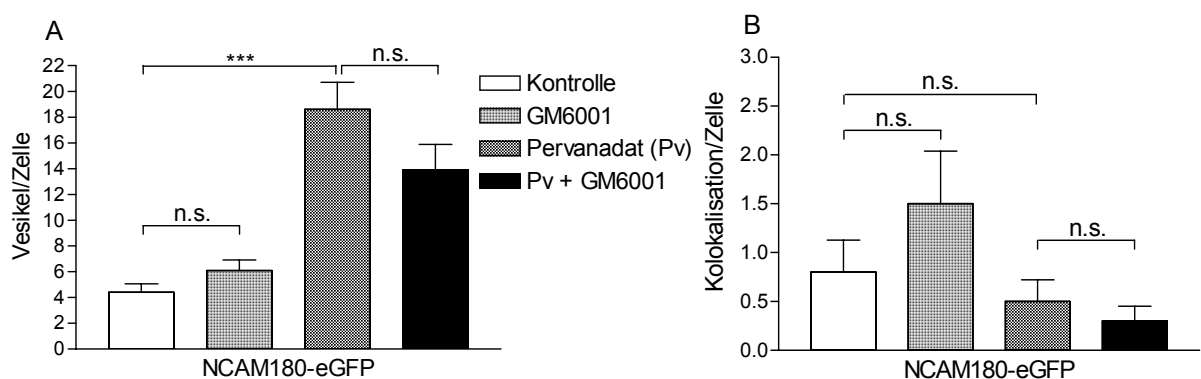 A
Vesikel/Zelle
22
20
18
16
14
12
10
8
6
4
2
0
***
n.s.
n.s.
NCAM180-eGFP
Kontrolle
GM6001
Pervanadat (Pv)
Pv + GM6001
B
Kolokalisation/Zelle
3.0
2.5
2.0
1.5
1.0
0.5
0.0
n.s.
n.s.
n.s.
NCAM180-eGFP